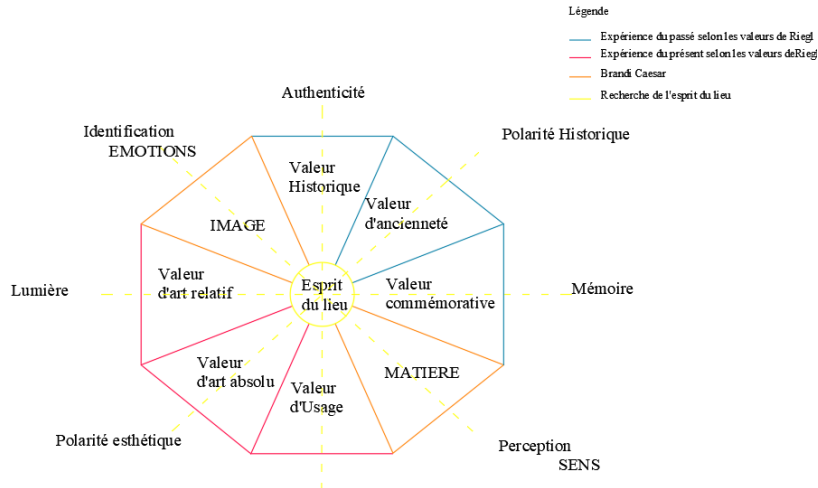 Légende
Expérience du passé selon les valeurs de Riegl
Expérience du présent selon les valeurs deRiegl
Brandi Caesar
Recherche de l'esprit du lieu
Authenticité
Identification
EMOTIONS
Polarité Historique
Valeur
Historique
Valeur
d'ancienneté
IMAGE
Lumière
Valeur
d'art relatif
Esprit
du lieu
Valeur
commémorative
Mémoire
Valeur
d'art absolu
Valeur
d'Usage
MATIERE
Polarité esthétique
Perception
SENS